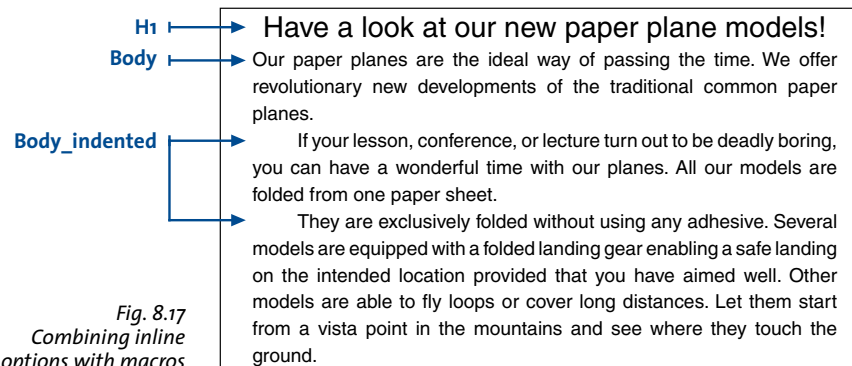 H1
Have a look at our new paper plane models!
Body
Our paper planes are the ideal way of passing the time. We offer
revolutionary new developments of the traditional common paper
planes.
Body_indented
If your lesson, conference, or lecture turn out to be deadly boring,
you can have a wonderful time with our planes. All our models are
folded from one paper sheet.
They are exclusively folded without using any adhesive. Several
models are equipped with a folded landing gear enabling a safe landing
on the intended location provided that you have aimed well. Other
models are able to fly loops or cover long distances. Let them start
from a vista point in the mountains and see where they touch the
ground.
Fig. 8.17
Combining inline
options with macros